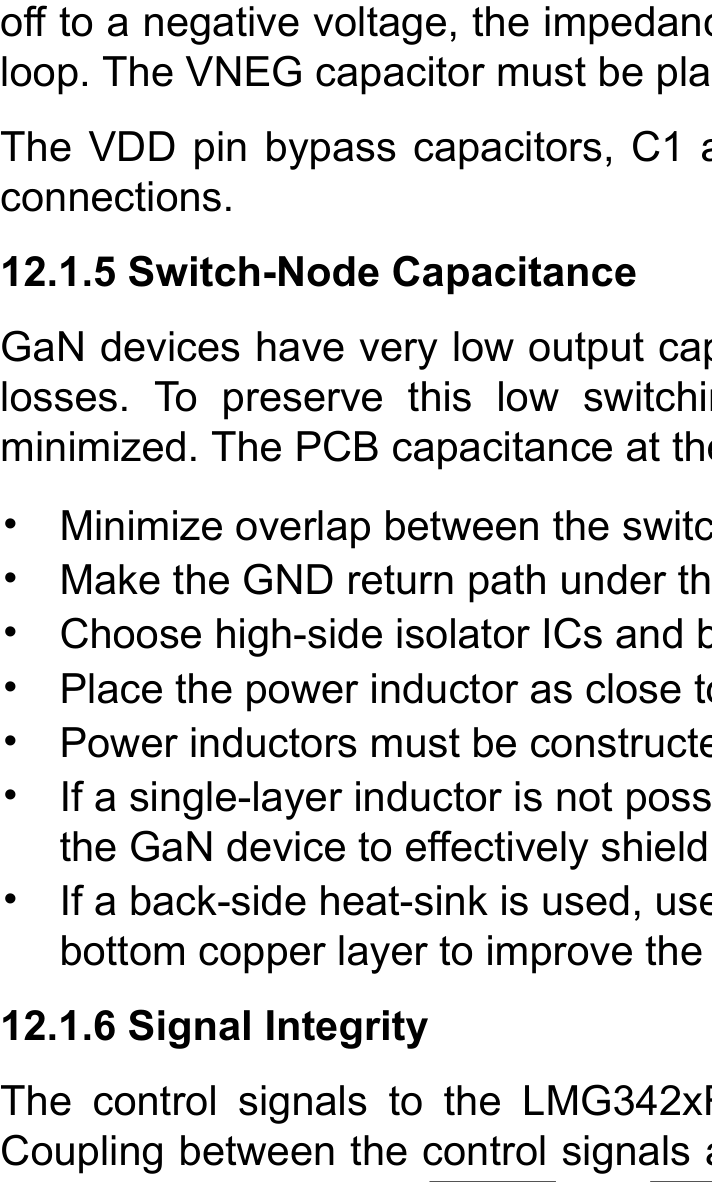 off to a negative voltage, the impedanc
loop. The VNEG capacitor must be pla
The VDD pin bypass capacitors, C1 a
connections.
12.1.5 Switch-Node Capacitance
GaN devices have very low output cap
losses. To preserve this low switchin
minimized. The PCB capacitance at the
• Minimize overlap between the switc
• Make the GND return path under th
• Choose high-side isolator ICs and b
• Place the power inductor as close to
• Power inductors must be constructe
• If a single-layer inductor is not poss
the GaN device to effectively shield
• If a back-side heat-sink is used, use
bottom copper layer to improve the
12.1.6 Signal Integrity
The control signals to the LMG342xR
Coupling between the control signals a